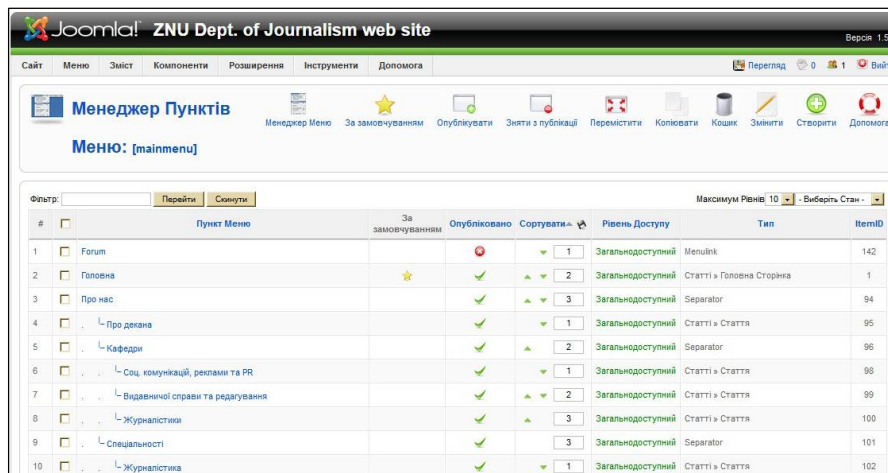 Joomla! ZNU Dept. of Journalism web site
Версія 1.5
Сайт Меню Зміст Компоненти Розширення Інструменти Допомога Перегляд 0 1 Вий
Менеджер Пунктів
Меню: [mainmenu]
Менеджер Меню За замовчуванням Опублікувати Зняти з публікації Перемістити Копіювати Кошик Змінити Створити Допомога
Фільтр: Перейти Скинути Максимум Рівнів 10 - Виберіть Стан -
# Пункт Меню За замовчуванням Опубліковано Сортувати Рівень Доступу Тип ItemID
1 Forum 1 Загальнодоступний Menulink 142
2 Головна 2 Загальнодоступний Статті » Головна Сторінка 1
3 Про нас 3 Загальнодоступний Separator 94
4 . Про декана 1 Загальнодоступний Статті » Стаття 95
5 . Кафедри 2 Загальнодоступний Separator 96
6 . . Соц. комунікацій, реклами та PR 1 Загальнодоступний Статті » Стаття 98
7 . . Видавничої справи та редагування 2 Загальнодоступний Статті » Стаття 99
8 . . Журналістики 3 Загальнодоступний Статті » Стаття 100
9 . Спеціальності 3 Загальнодоступний Separator 101
10 . . Журналістика 1 Загальнодоступний Статті » Стаття 102